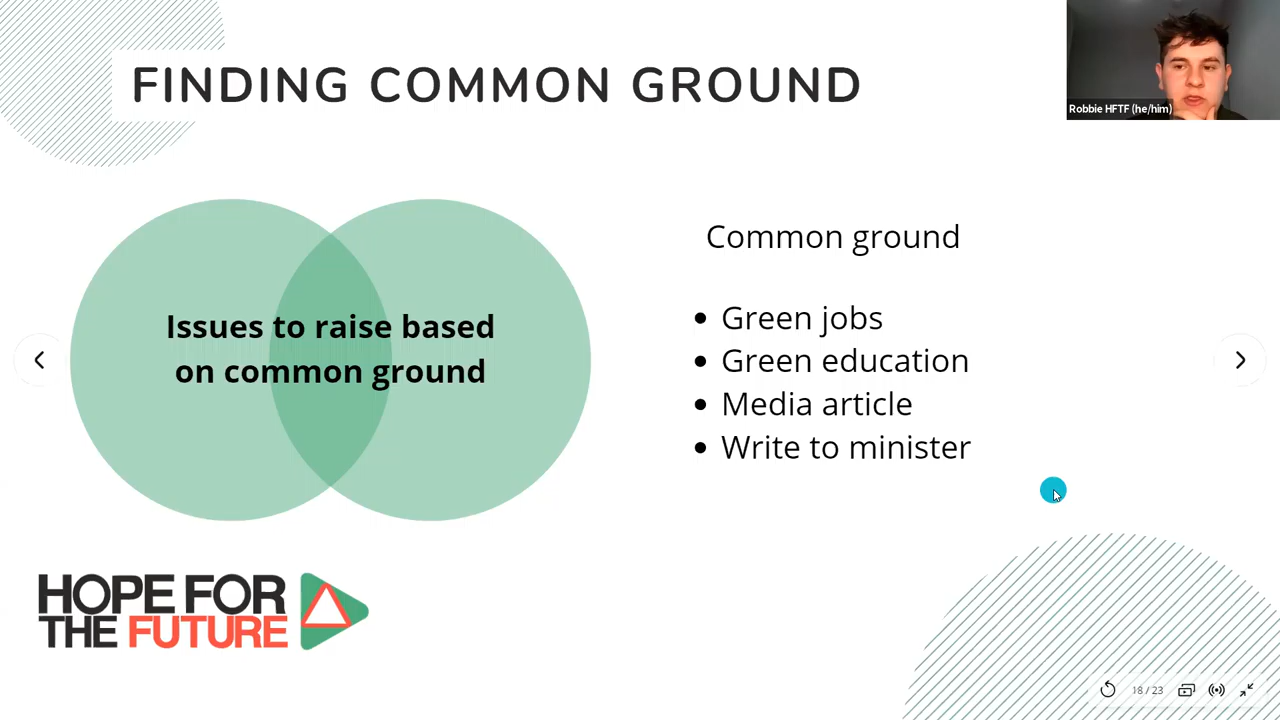 FINDING COMMON GROUND
Robbie HFTF (he/him)
Issues to raise based
on common ground
Common ground
• Green jobs
• Green education
• Media article
• Write to minister
HOPE FOR
THE FUTURE
18 / 23